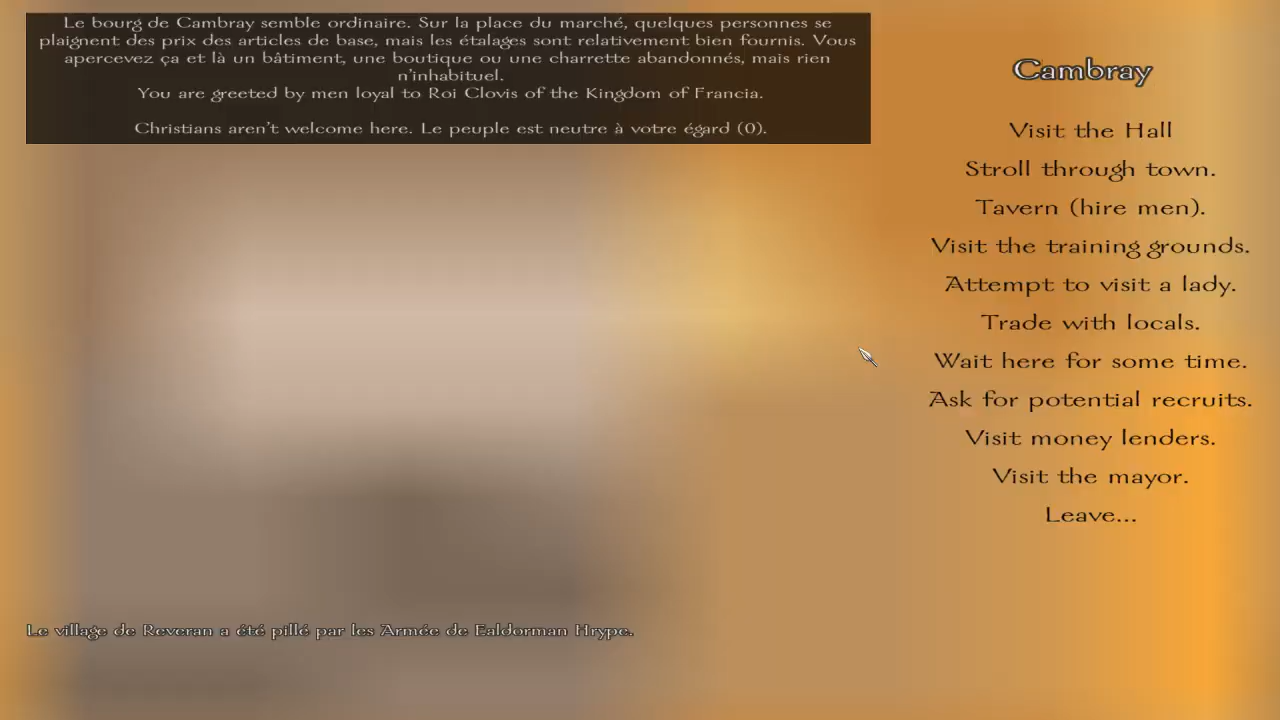 Le bourg de Cambray semble ordinaire. Sur la place du marché, quelques personnes se
plaignent des prix des articles de base, mais les étalages sont relativement bien fournis. Vous
apercevez ça et là un bâtiment, une boutique ou une charrette abandonnés, mais rien
n'inhabituel.
You are greeted by men loyal to Roi Clovis of the Kingdom of Francia.
Christians aren't welcome here. Le peuple est neutre à votre égard (0).
Cambray
Visit the Hall
Stroll through town.
Tavern (hire men).
Visit the training grounds.
Attempt to visit a lady.
Trade with locals.
Wait here for some time.
Ask for potential recruits.
Visit money lenders.
Visit the mayor.
Leave...
Le village de Reveran a été pillé par les Armée de Ealdorman Hrype.